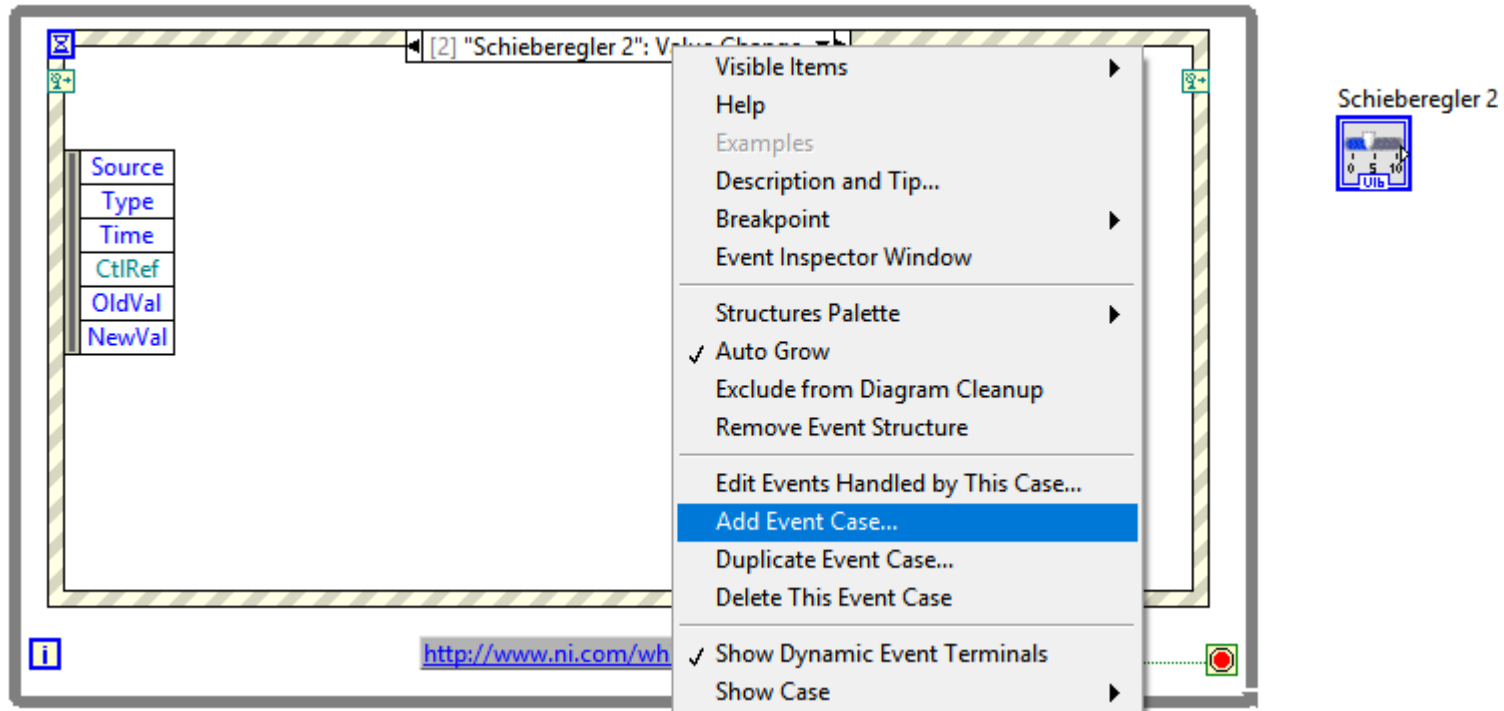 [2] "Schieberegler 2": Value Change
Visible Items
Help
Examples
Description and Tip...
Breakpoint
Event Inspector Window
Structures Palette
Auto Grow
Exclude from Diagram Cleanup
Remove Event Structure
Edit Events Handled by This Case...
Add Event Case...
Duplicate Event Case...
Delete This Event Case
Show Dynamic Event Terminals
Show Case
Source
Type
Time
CtlRef
OldVal
NewVal
i
http://www.ni.com/wh
Schieberegler 2
0 5 10
U16